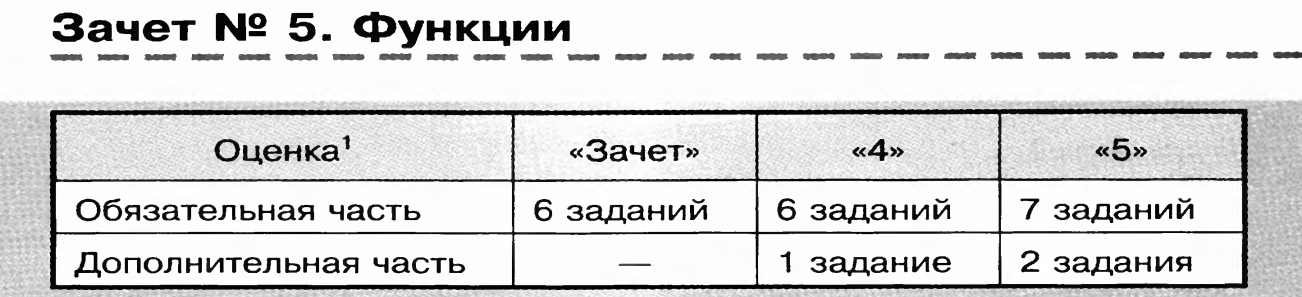 Зачет № 5. Функции
Оценка¹ «Зачет» «4» «5»
Обязательная часть 6 заданий 6 заданий 7 заданий
Дополнительная часть — 1 задание 2 задания